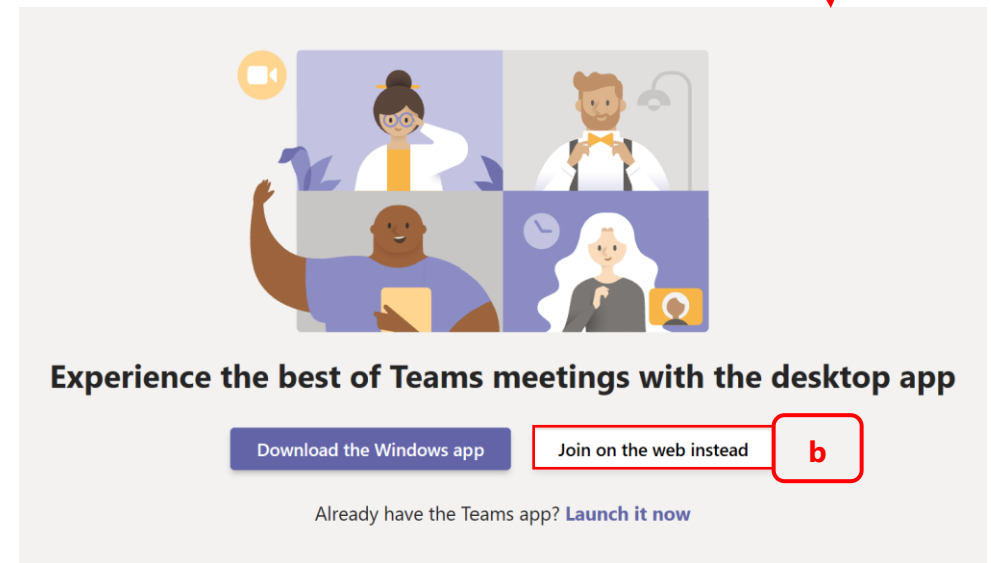 Experience the best of Teams meetings with the desktop app
Download the Windows app
Join on the web instead
b
Already have the Teams app? Launch it now